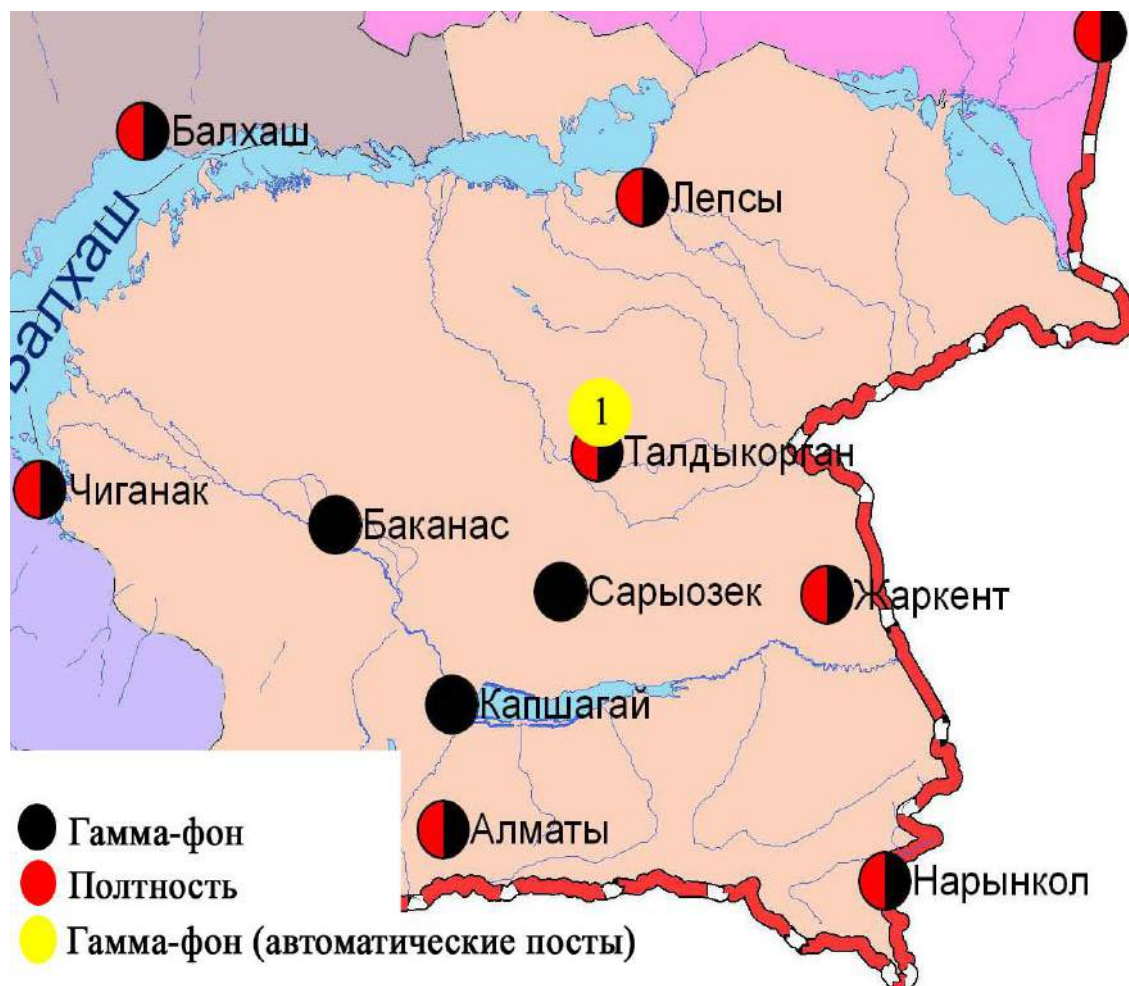 Балхаш
Лепсы
Балхаш
1
Талдыкорган
Чиганак
Баканас
Сарыозек
Жаркент
Капшагай
Алматы
Нарынкол
Гамма-фон
Полтность
Гамма-фон (автоматические посты)